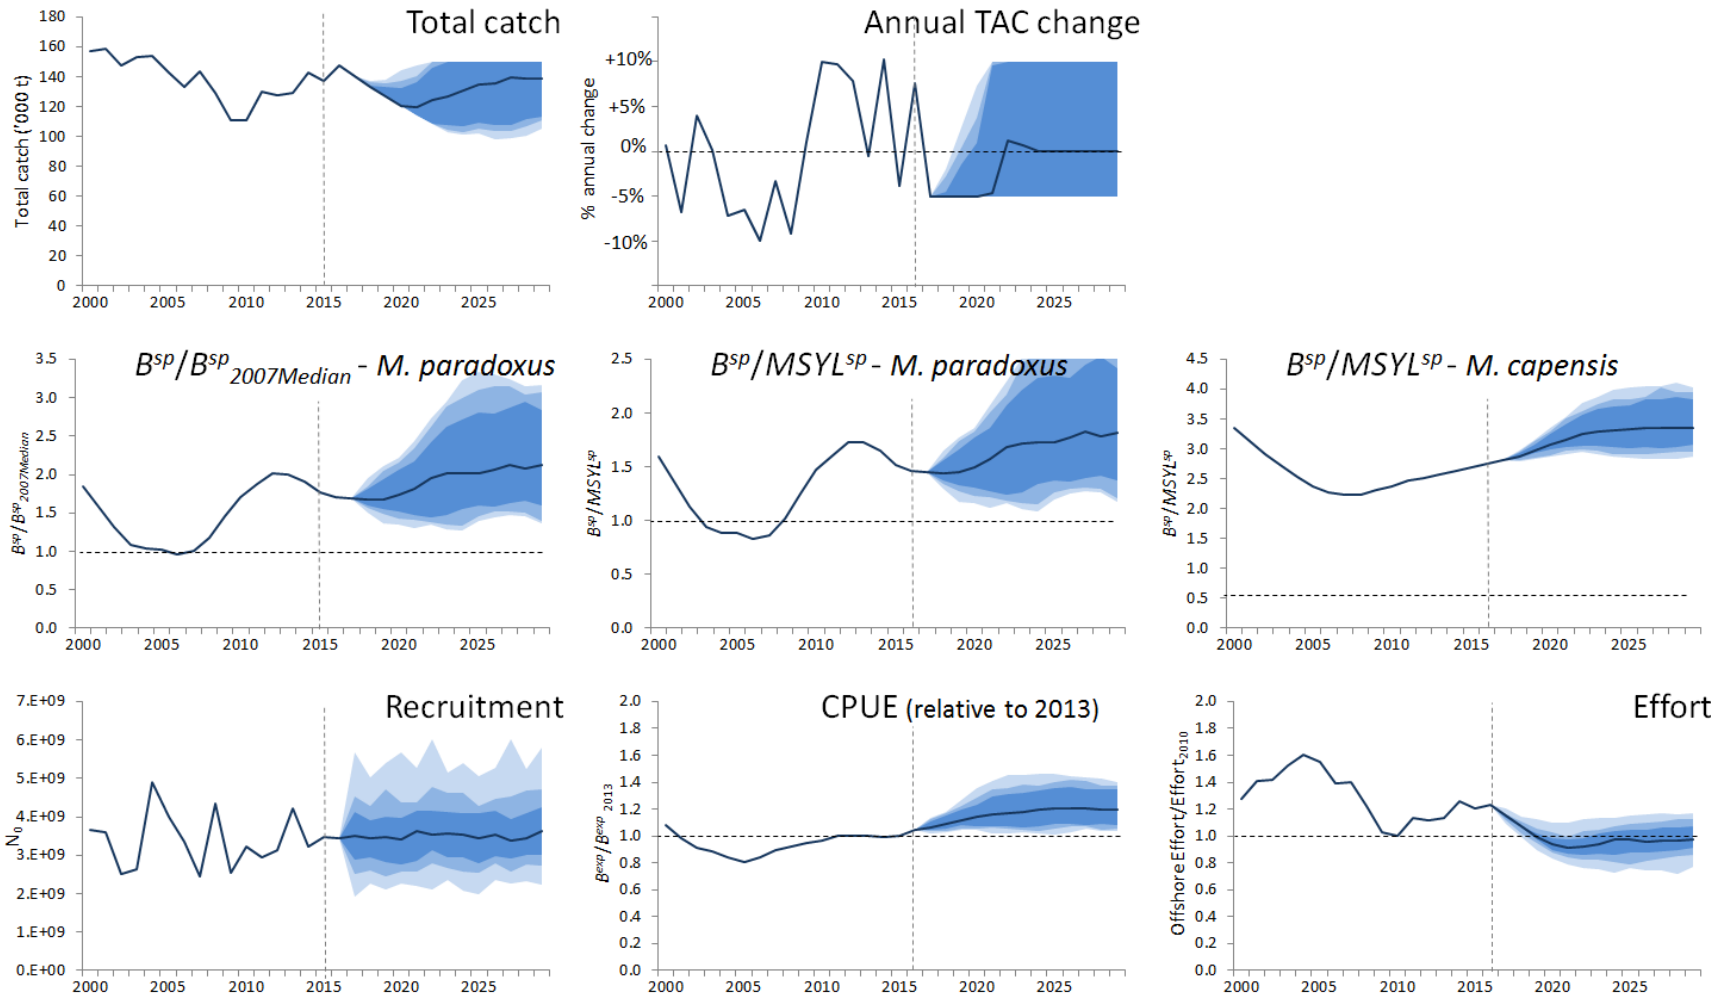 Total catch
Total catch ('000 t)
180
160
140
120
100
80
60
40
20
0
2000 2005 2010 2015 2020 2025
Annual TAC change
% annual change
+10%
+5%
0%
-5%
-10%
2000 2005 2010 2015 2020 2025
Bsp/Bsp2007Median - M. paradoxus
Bsp/Bsp2007Median
3.5
3.0
2.5
2.0
1.5
1.0
0.5
0.0
2000 2005 2010 2015 2020 2025
Bsp/MSYLsp - M. paradoxus
Bsp/MSYLsp
2.5
2.0
1.5
1.0
0.5
0.0
2000 2005 2010 2015 2020 2025
Bsp/MSYLsp - M. capensis
Bsp/MSYLsp
4.5
4.0
3.5
3.0
2.5
2.0
1.5
1.0
0.5
0.0
2000 2005 2010 2015 2020 2025
Recruitment
N0
7.E+09
6.E+09
5.E+09
4.E+09
3.E+09
2.E+09
1.E+09
0.E+00
2000 2005 2010 2015 2020 2025
CPUE (relative to 2013)
Bexp/Bexp2013
2.0
1.8
1.6
1.4
1.2
1.0
0.8
0.6
0.4
0.2
0.0
2000 2005 2010 2015 2020 2025
Effort
Offshore Effort/Effort2010
2.0
1.8
1.6
1.4
1.2
1.0
0.8
0.6
0.4
0.2
0.0
2000 2005 2010 2015 2020 2025